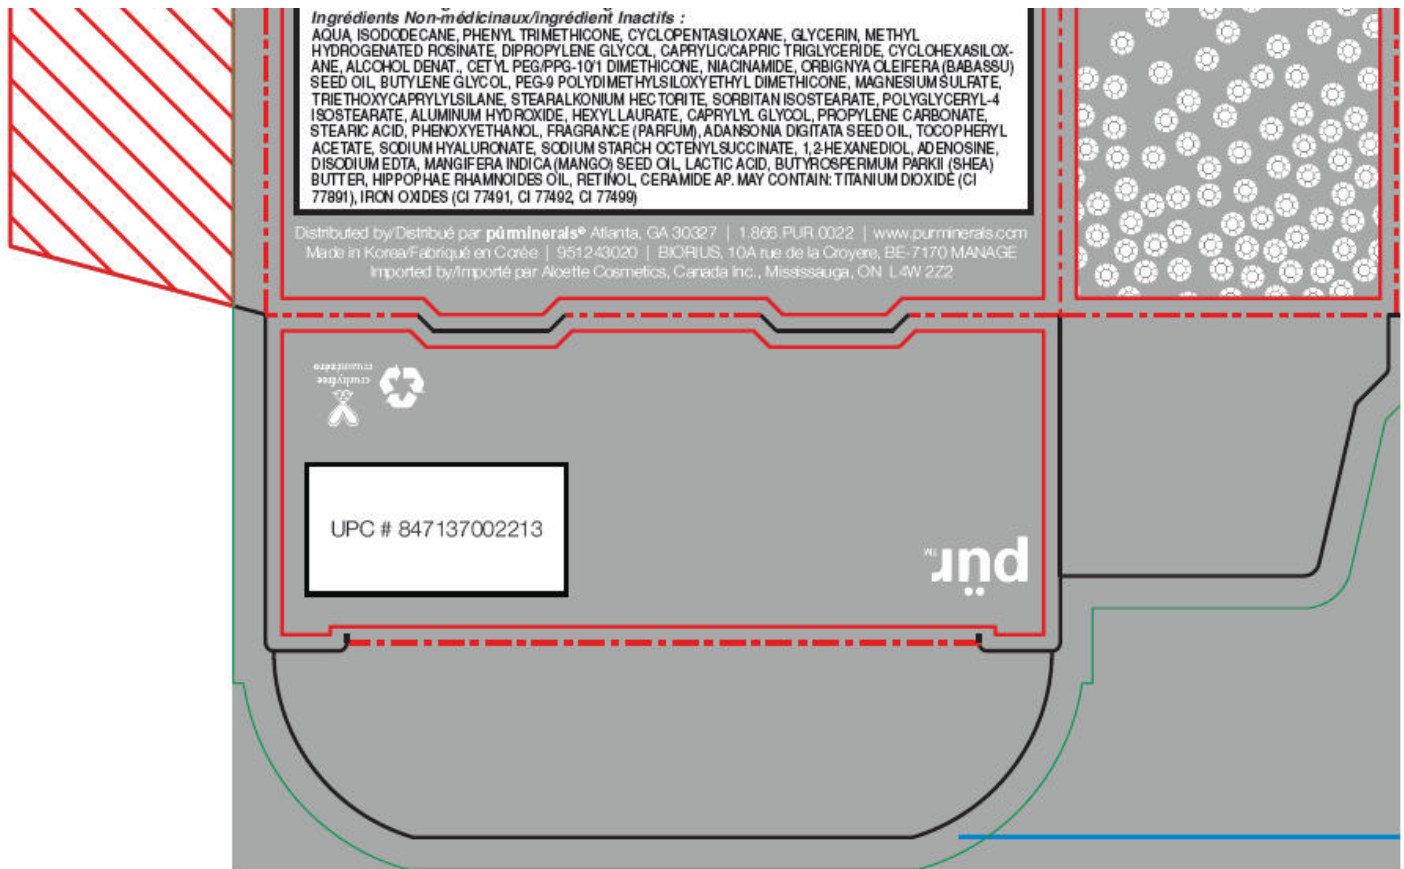 Ingrédients Non-médicinaux/ingrédient Inactifs :
AQUA, ISODODECANE, PHENYL TRIMETHICONE, CYCLOPENTASILOXANE, GLYCERIN, METHYL
HYDROGENATED ROSINATE, DIPROPYLENE GLYCOL, CAPRYLIC/CAPRIC TRIGLYCERIDE, CYCLOHEXASILOX-
ANE, ALCOHOL DENAT., CETYL PEG/PPG-10/1 DIMETHICONE, NIACINAMIDE, ORBIGNYA OLEIFERA (BABASSU)
SEED OIL, BUTYLENE GLYCOL, PEG-9 POLYDIMETHYLSILOXYETHYL DIMETHICONE, MAGNESIUM SULFATE,
TRIETHOXYCAPRYLYLSILANE, STEARALKONIUM HECTORITE, SORBITAN ISOSTEARATE, POLYGLYCERYL-4
ISOSTEARATE, ALUMINUM HYDROXIDE, HEXYL LAURATE, CAPRYLYL GLYCOL, PROPYLENE CARBONATE,
STEARIC ACID, PHENOXYETHANOL, FRAGRANCE (PARFUM), ADANSONIA DIGITATA SEED OIL, TOCOPHERYL
ACETATE, SODIUM HYALURONATE, SODIUM STARCH OCTENYLSUCCINATE, 1,2-HEXANEDIOL, ADENOSINE,
DISODIUM EDTA, MANGIFERA INDICA (MANGO) SEED OIL, LACTIC ACID, BUTYROSPERMUM PARKII (SHEA)
BUTTER, HIPPOPHAE RHAMNOIDES OIL, RETINOL, CERAMIDE AP. MAY CONTAIN: TITANIUM DIOXIDE (CI
77891), IRON OXIDES (CI 77491, CI 77492, CI 77499)
Distributed by/Distribué par pürminerals® Atlanta, GA 30327 | 1.866.PUR.0022 | www.purminerals.com
Made in Korea/Fabriqué en Corée | 951243020 | BIORIUS, 10A rue de la Croyere, BE-7170 MANAGE
Imported by/Importé par Alcette Cosmetics, Canada Inc., Mississauga, ON L4W 2Z2
crueltyfree
UPC # 847137002213
pür™